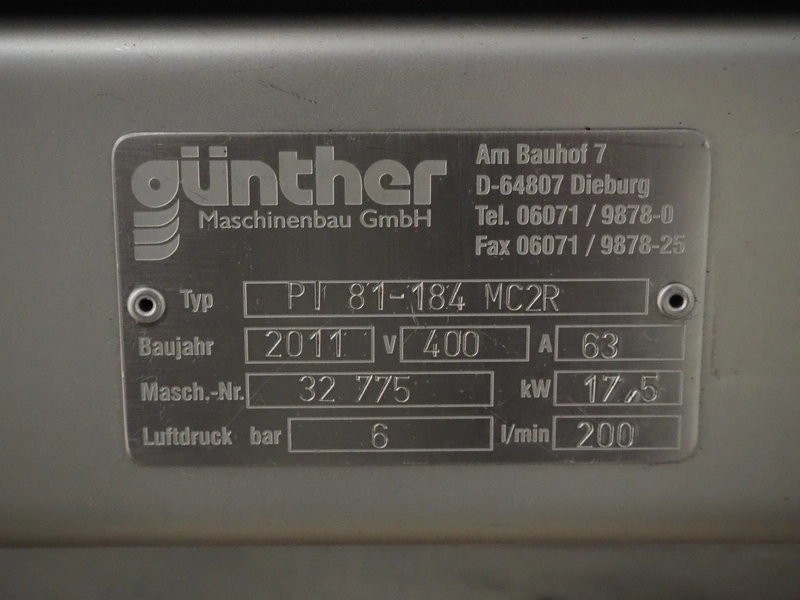 günther
Maschinenbau GmbH
Am Bauhof 7
D-64807 Dieburg
Tel. 06071 / 9878-0
Fax 06071 / 9878-25
Typ PI 81-184 MC2R
Baujahr 2011 V 400 A 63
Masch.-Nr. 32 775 kW 17,5
Luftdruck bar 6 l/min 200